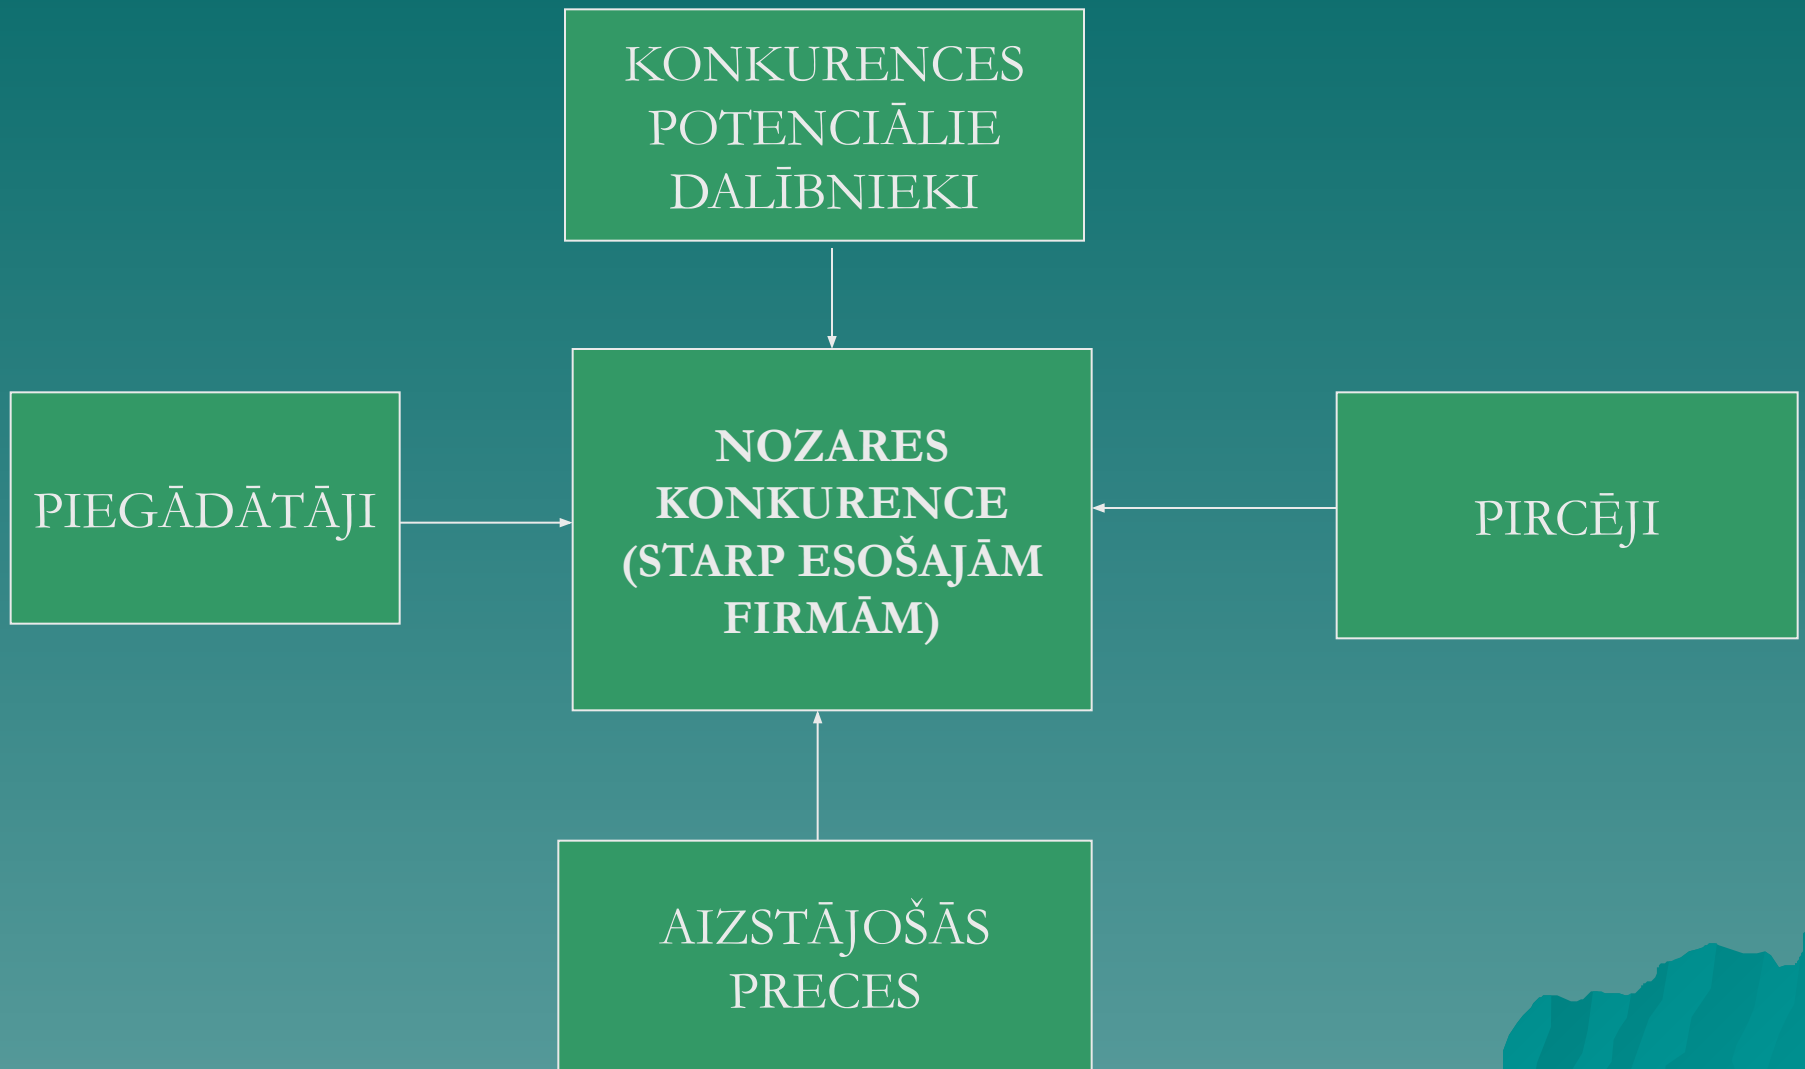 KONKURENCES
POTENCIĀLIE
DALĪBNIEKI
PIEGĀDĀTĀJI
NOZARES
KONKURENCE
(STARP ESOŠAJĀM
FIRMĀM)
PIRCĒJI
AIZSTĀJOŠĀS
PRECES